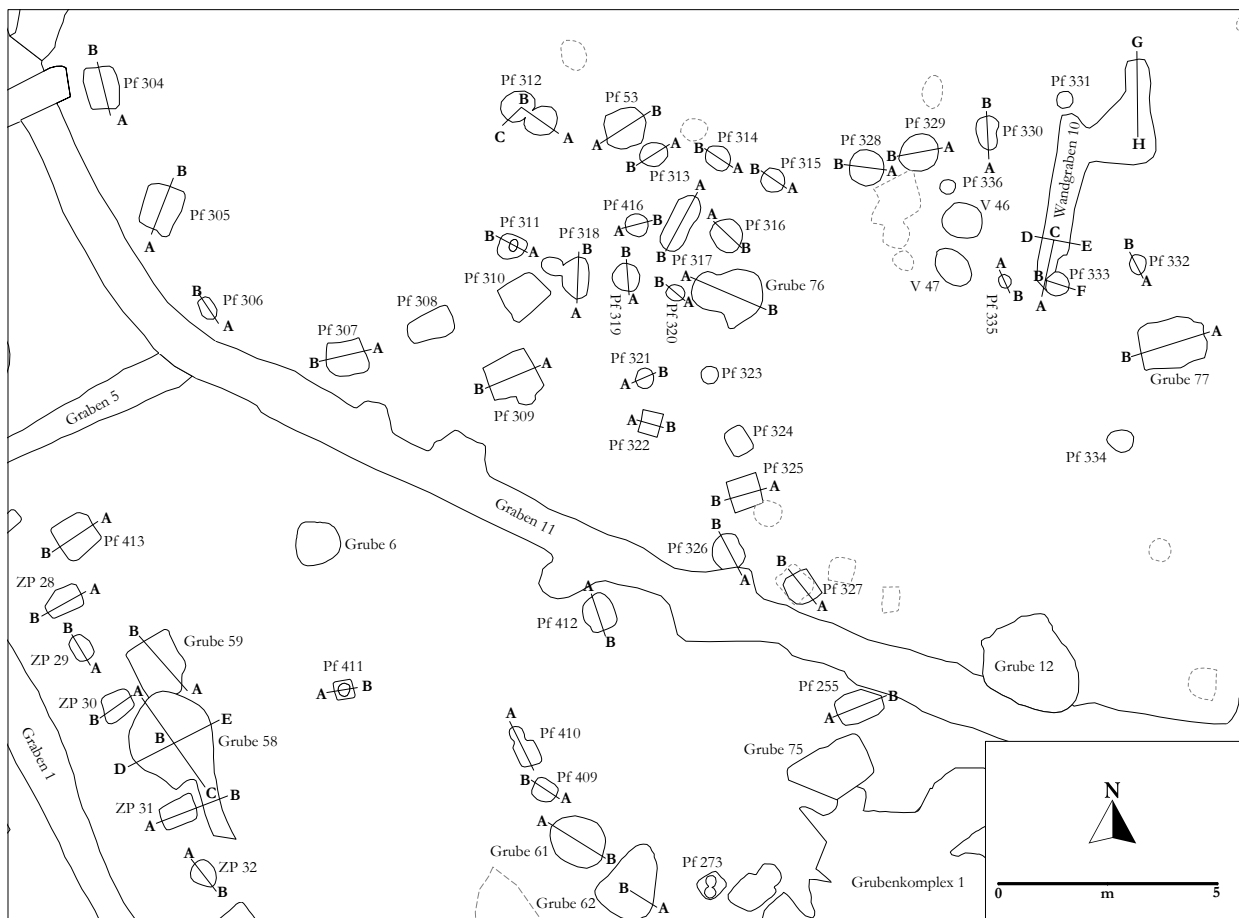 G
B
Pf 304
A
Pf 312
B
C
A
Pf 53
B
A
B
A
Pf 313
B
Pf 314
A
B
Pf 315
A
Pf 328
B
A
Pf 329
B
A
B
Pf 330
A
Pf 331
H
Wandgraben 10
B
Pf 305
A
Pf 311
B
A
Pf 318
B
A
Pf 416
A
B
A
B
Pf 317
A
Pf 316
B
Pf 336
V 46
V 47
D
C
E
B
A
Pf 333
F
B
Pf 332
A
A
B
Pf 335
B
Pf 306
A
Pf 310
Pf 308
B
A
Pf 319
B
A
Pf 320
A
Grube 76
B
Pf 307
B
A
A
B
Pf 309
Pf 321
A
B
Pf 323
A
B
Grube 77
Graben 5
A
B
Pf 322
Pf 324
Pf 334
Pf 325
B
A
Graben 11
A
B
Pf 413
Grube 6
B
Pf 326
A
B
Pf 327
A
ZP 28
A
B
A
Pf 412
B
B
ZP 29
A
B
Grube 59
A
Grube 12
Pf 411
A
B
ZP 30
A
B
Pf 255
B
A
E
Grube 58
B
D
C
A
Pf 410
Grube 75
Graben 1
B
Pf 409
A
ZP 31
B
A
N
A
Grube 61
B
A
ZP 32
B
Pf 273
Grube 62
B
A
Grubenkomplex 1
0
m
5